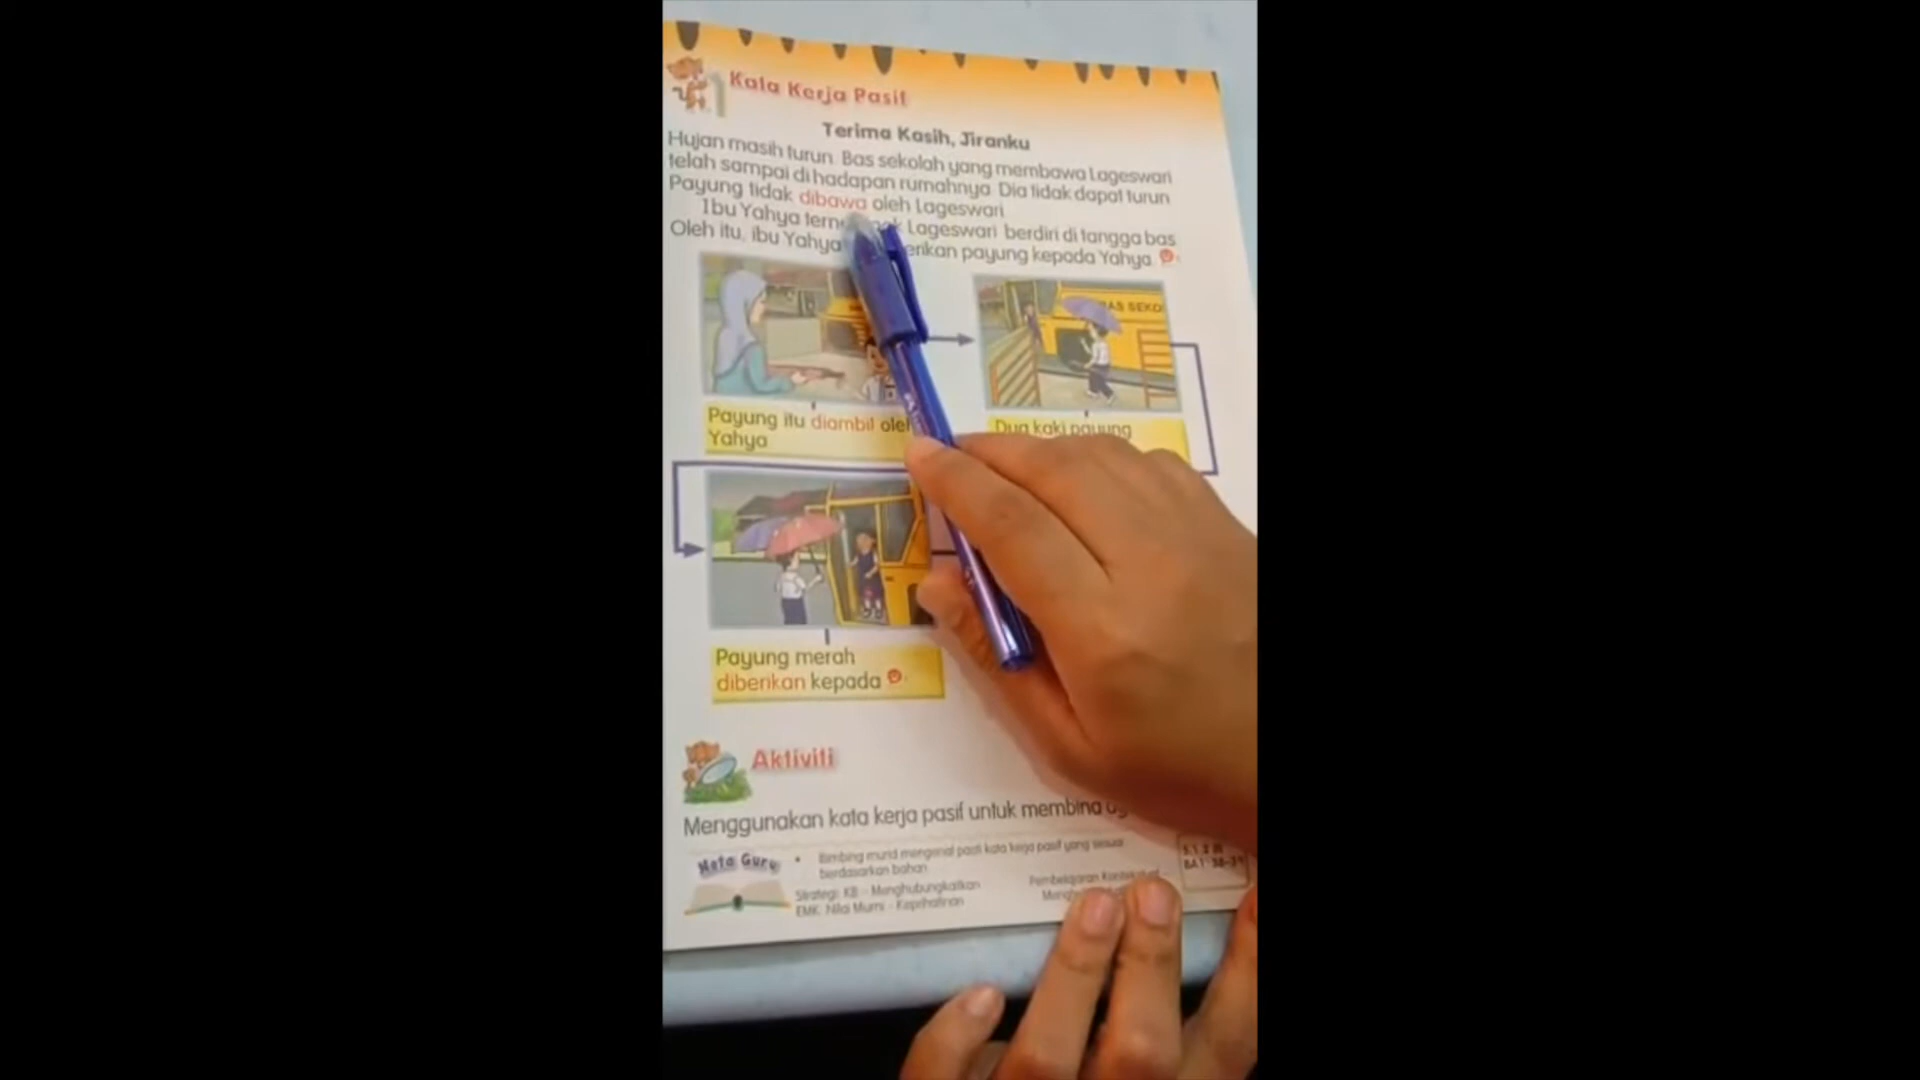 Kata Kerja Pasif
Terima Kasih, Jiranku
Hujan masih turun. Bas sekolah yang membawa Lageswari
telah sampai di hadapan rumahnya. Dia tidak dapat turun.
Payung tidak dibawa oleh Lageswari.
Ibu Yahya Lageswari berdiri di tangga bas.
Oleh itu, ibu Yahya payung kepada Yahya.
BAS SEKO
Payung itu diambil oleh
Yahya
Dua kaki payung
Payung merah
diberikan kepada
Aktiviti
Menggunakan kata kerja pasif untuk membina
Nota Guru
• Bimbing murid mengenal pasti kata kerja pasif yang sesuai
berdasarkan bahan.
Strategi: KB - Menghubungkaitkan
EMK: Nilai Murni - Keprihatinan
Pembelajaran